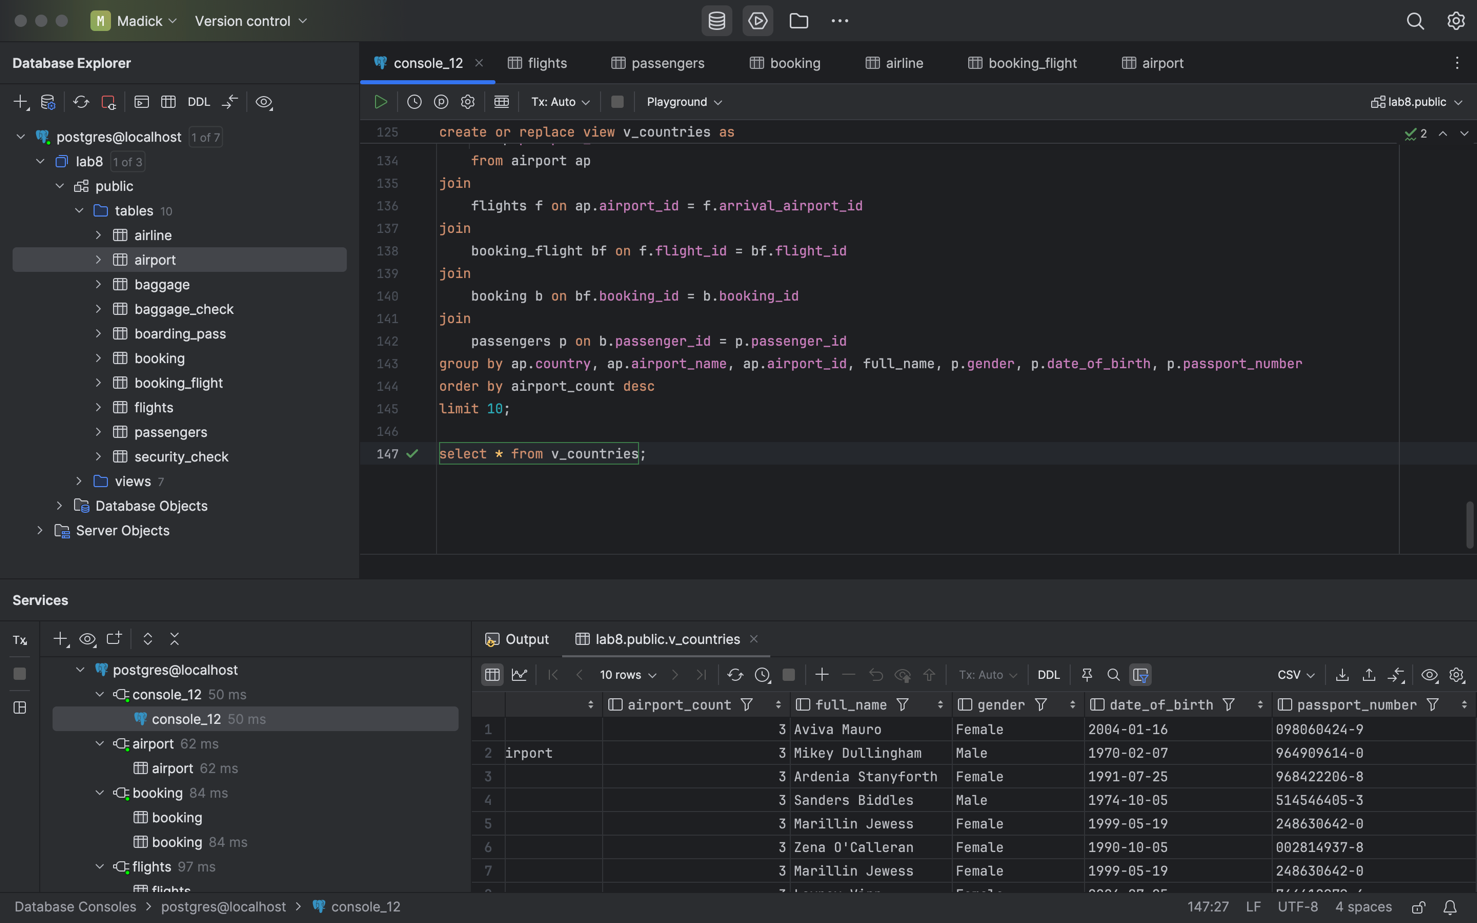 M Madick Version control
Database Explorer
console_12 flights passengers booking airline booking_flight airport
DDL
Tx: Auto Playground lab8.public
postgres@localhost 1 of 7
lab8 1 of 3
public
tables 10
airline
airport
baggage
baggage_check
boarding_pass
booking
booking_flight
flights
passengers
security_check
views 7
Database Objects
Server Objects
125 create or replace view v_countries as
2
134 from airport ap
135 join
136 flights f on ap.airport_id = f.arrival_airport_id
137 join
138 booking_flight bf on f.flight_id = bf.flight_id
139 join
140 booking b on bf.booking_id = b.booking_id
141 join
142 passengers p on b.passenger_id = p.passenger_id
143 group by ap.country, ap.airport_name, ap.airport_id, full_name, p.gender, p.date_of_birth, p.passport_number
144 order by airport_count desc
145 limit 10;
146
147 select * from v_countries;
Services
Tx
postgres@localhost
console_12 50 ms
console_12 50 ms
airport 62 ms
airport 62 ms
booking 84 ms
booking
booking 84 ms
flights 97 ms
flights
Output lab8.public.v_countries
10 rows Tx: Auto DDL CSV
airport_count full_name gender date_of_birth passport_number
1 3 Aviva Mauro Female 2004-01-16 098060424-9
2 irport 3 Mikey Dullingham Male 1970-02-07 964909614-0
3 3 Ardenia Stanyforth Female 1991-07-25 968422206-8
4 3 Sanders Biddles Male 1974-10-05 514546405-3
5 3 Marillin Jewess Female 1999-05-19 248630642-0
6 3 Zena O'Calleran Female 1990-10-05 002814937-8
7 3 Marillin Jewess Female 1999-05-19 248630642-0
Database Consoles > postgres@localhost > console_12
147:27 LF UTF-8 4 spaces